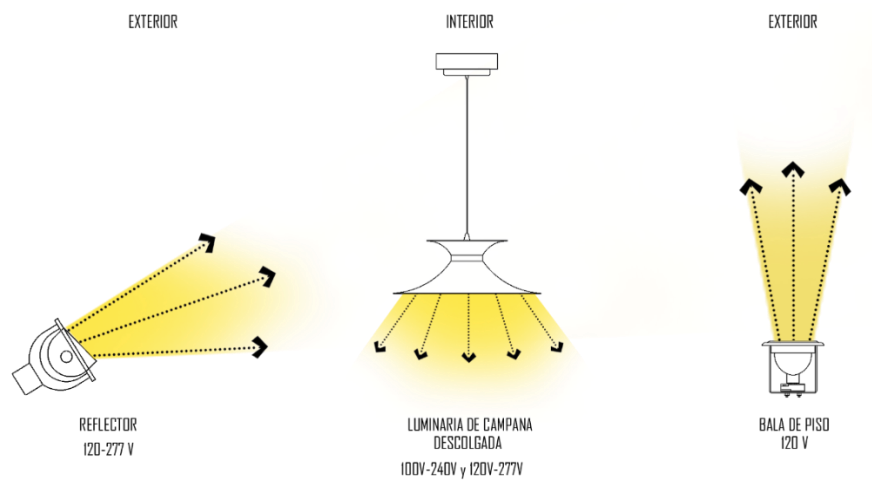 EXTERIOR
INTERIOR
EXTERIOR
REFLECTOR
120-277 V
LUMINARIA DE CAMPANA
DESCOLGADA
100V-240V y 120V-277V
BALA DE PISO
120 V